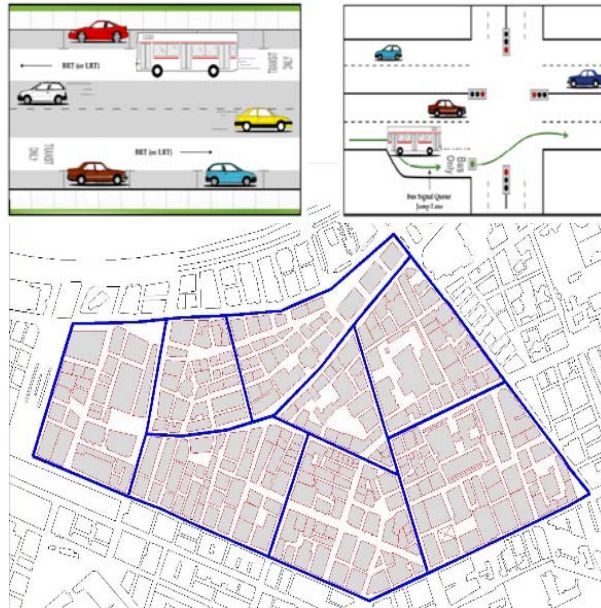 BRT (or LRT)
TRANSIT
ONLY
TRANSIT
ONLY
BRT (or LRT)
Bus
Only
Bus Signal Queue
Jump Lane